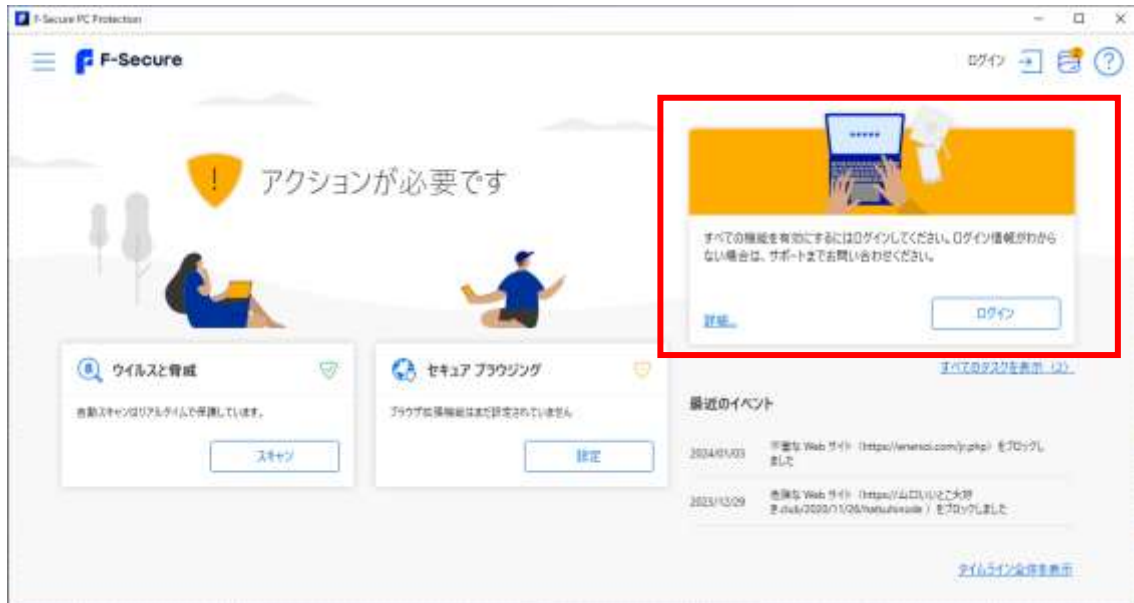 F-Secure PC Protection
F-Secure
ログイン
アクションが必要です
すべての機能を有効にするにはログインしてください。ログイン情報がわから
ない場合は、サポートまでお問い合わせください。
詳細...
ログイン
すべてのタスクを表示 (2)
ウイルスと脅威
自動スキャンはリアルタイムで保護しています。
スキャン
セキュア ブラウジング
ブラウザ拡張機能はまだ設定されていません
設定
最近のイベント
2024/01/03
Web サイト をブロックし
ました
2023/12/29
危険な Web サイト (https://山口いいとこ大好
き.club/2020/11/26/ ) をブロックしました
タイムライン全体を表示